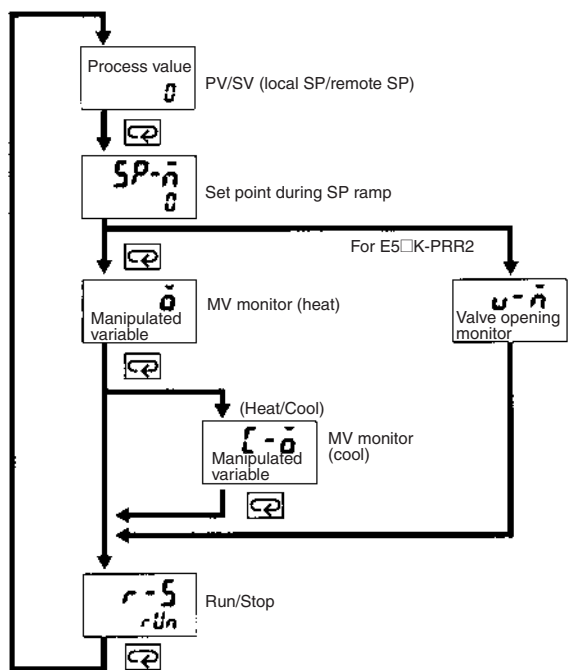 Process value
0
PV/SV (local SP/remote SP)
SP-m̄
0
Set point during SP ramp
For E5□K-PRR2
ǒ
Manipulated
variable
MV monitor (heat)
u-m̄
Valve opening
monitor
(Heat/Cool)
C-ǒ
Manipulated
variable
MV monitor
(cool)
r-S
rUn
Run/Stop